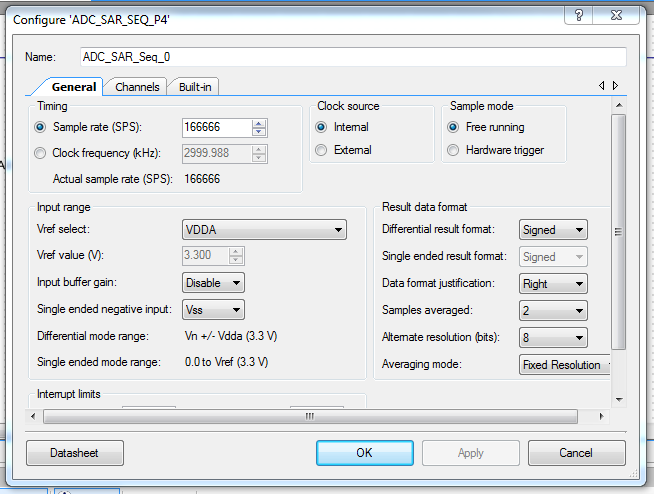 Configure 'ADC_SAR_SEQ_P4'
Name: ADC_SAR_Seq_0
General Channels Built-in
Timing
Sample rate (SPS): 166666
Clock frequency (kHz): 2999.988
Actual sample rate (SPS): 166666
Clock source
Internal
External
Sample mode
Free running
Hardware trigger
Input range
Vref select: VDDA
Vref value (V): 3.300
Input buffer gain: Disable
Single ended negative input: Vss
Differential mode range: Vn +/- Vdda (3.3 V)
Single ended mode range: 0.0 to Vref (3.3 V)
Result data format
Differential result format: Signed
Single ended result format: Signed
Data format justification: Right
Samples averaged: 2
Alternate resolution (bits): 8
Averaging mode: Fixed Resolution
Interrupt limits
Datasheet OK Apply Cancel